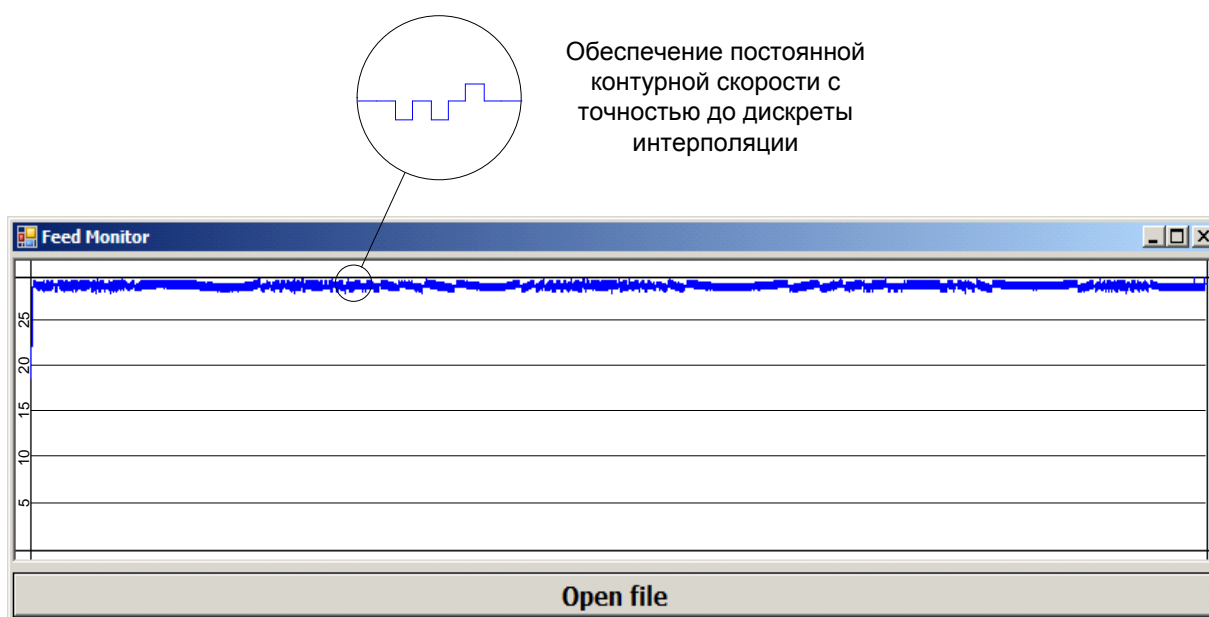 Обеспечение постоянной
контурной скорости с
точностью до дискреты
интерполяции
Feed Monitor
25
20
15
10
5
Open file